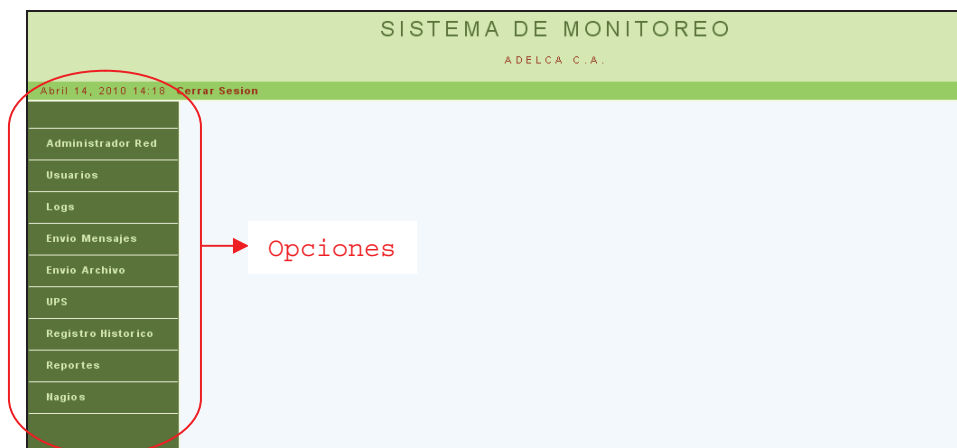 SISTEMA DE MONITOREO
ADELCA C.A.
Abril 14, 2010 14:18 Cerrar Sesion
Administrador Red
Usuarios
Logs
Envio Mensajes
Opciones
Envio Archivo
UPS
Registro Historico
Reportes
Nagios